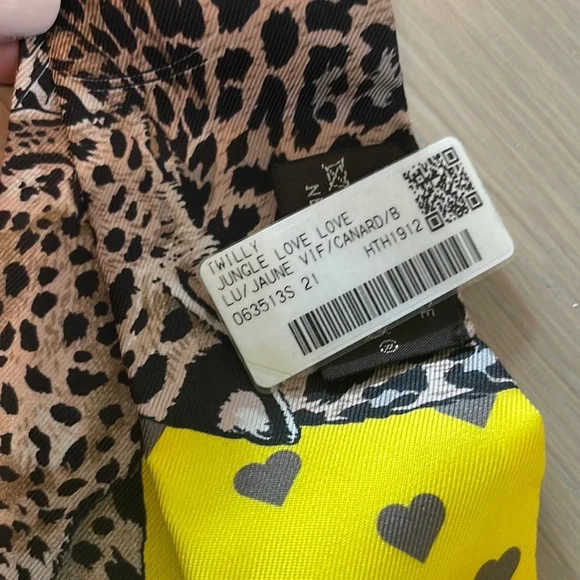 TWILLY
JUNGLE LOVE LOVE
LU/JAUNE VIF/CANARD/B
063513S 21
HTH1912